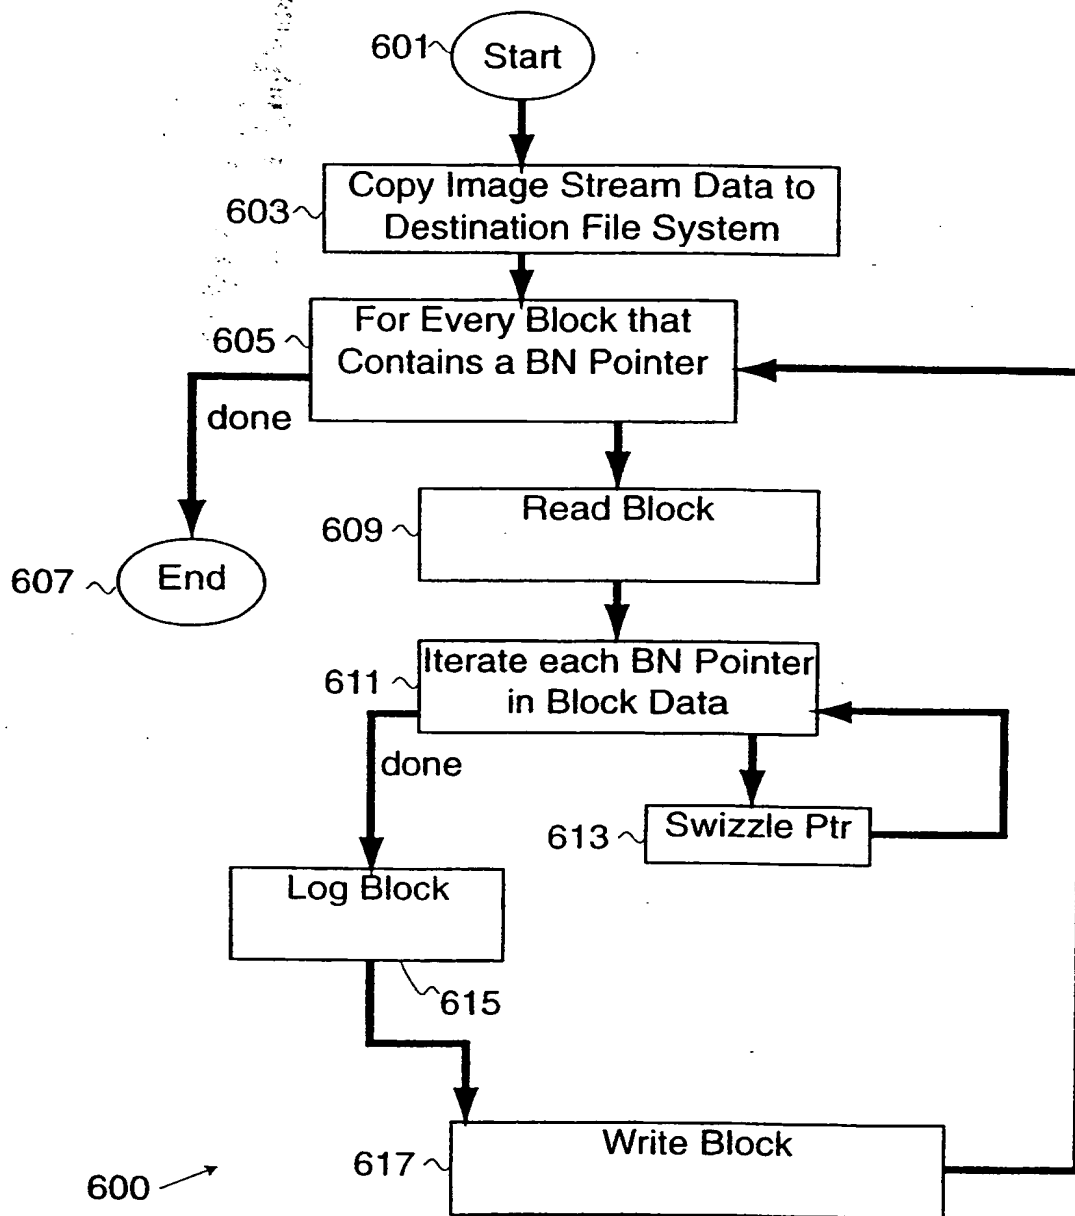 601
Start
Copy Image Stream Data to
603
Destination File System
For Every Block that
605
Contains a BN Pointer
done
Read Block
609
607
End
Iterate each BN Pointer
611
in Block Data
done
Swizzle Ptr
613
Log Block
615
Write Block
617
600